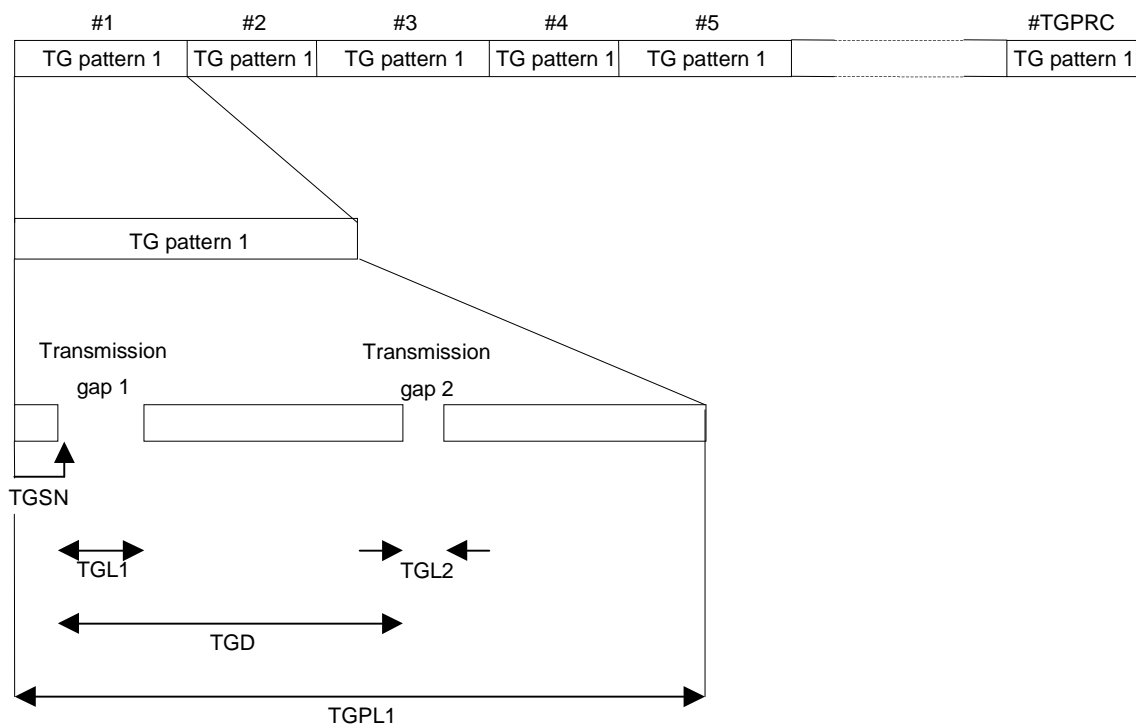 #1 #2 #3 #4 #5 #TGPRC
TG pattern 1 TG pattern 1 TG pattern 1 TG pattern 1 TG pattern 1 TG pattern 1
TG pattern 1
Transmission
gap 1
Transmission
gap 2
TGSN
TGL1 TGL2
TGD
TGPL1